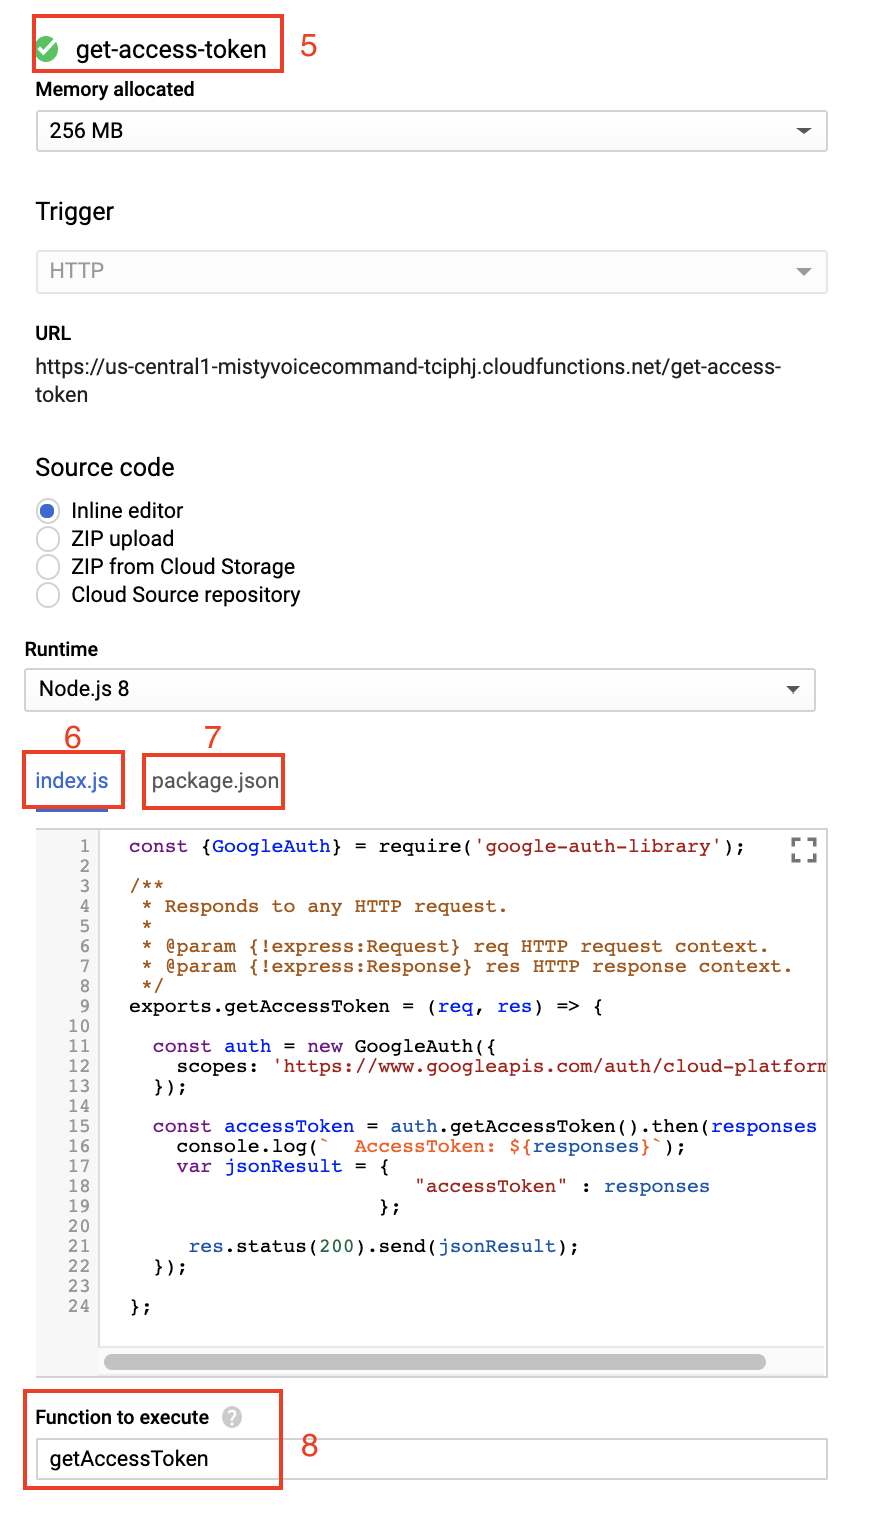 get-access-token 5
Memory allocated
256 MB
Trigger
HTTP
URL
https://us-central1-mistyvoicecommand-tciphj.cloudfunctions.net/get-access-
token
Source code
Inline editor
ZIP upload
ZIP from Cloud Storage
Cloud Source repository
Runtime
Node.js 8
6 7
index.js package.json
1 const {GoogleAuth} = require('google-auth-library');
2
3 /**
4 * Responds to any HTTP request.
5 *
6 * @param {!express:Request} req HTTP request context.
7 * @param {!express:Response} res HTTP response context.
8 */
9 exports.getAccessToken = (req, res) => {
10
11 const auth = new GoogleAuth({
12 scopes: 'https://www.googleapis.com/auth/cloud-platform
13 });
14
15 const accessToken = auth.getAccessToken().then(responses
16 console.log(`  AccessToken: ${responses}`);
17 var jsonResult = {
18 "accessToken" : responses
19 };
20
21 res.status(200).send(jsonResult);
22 });
23
24 };
Function to execute ?
getAccessToken 8